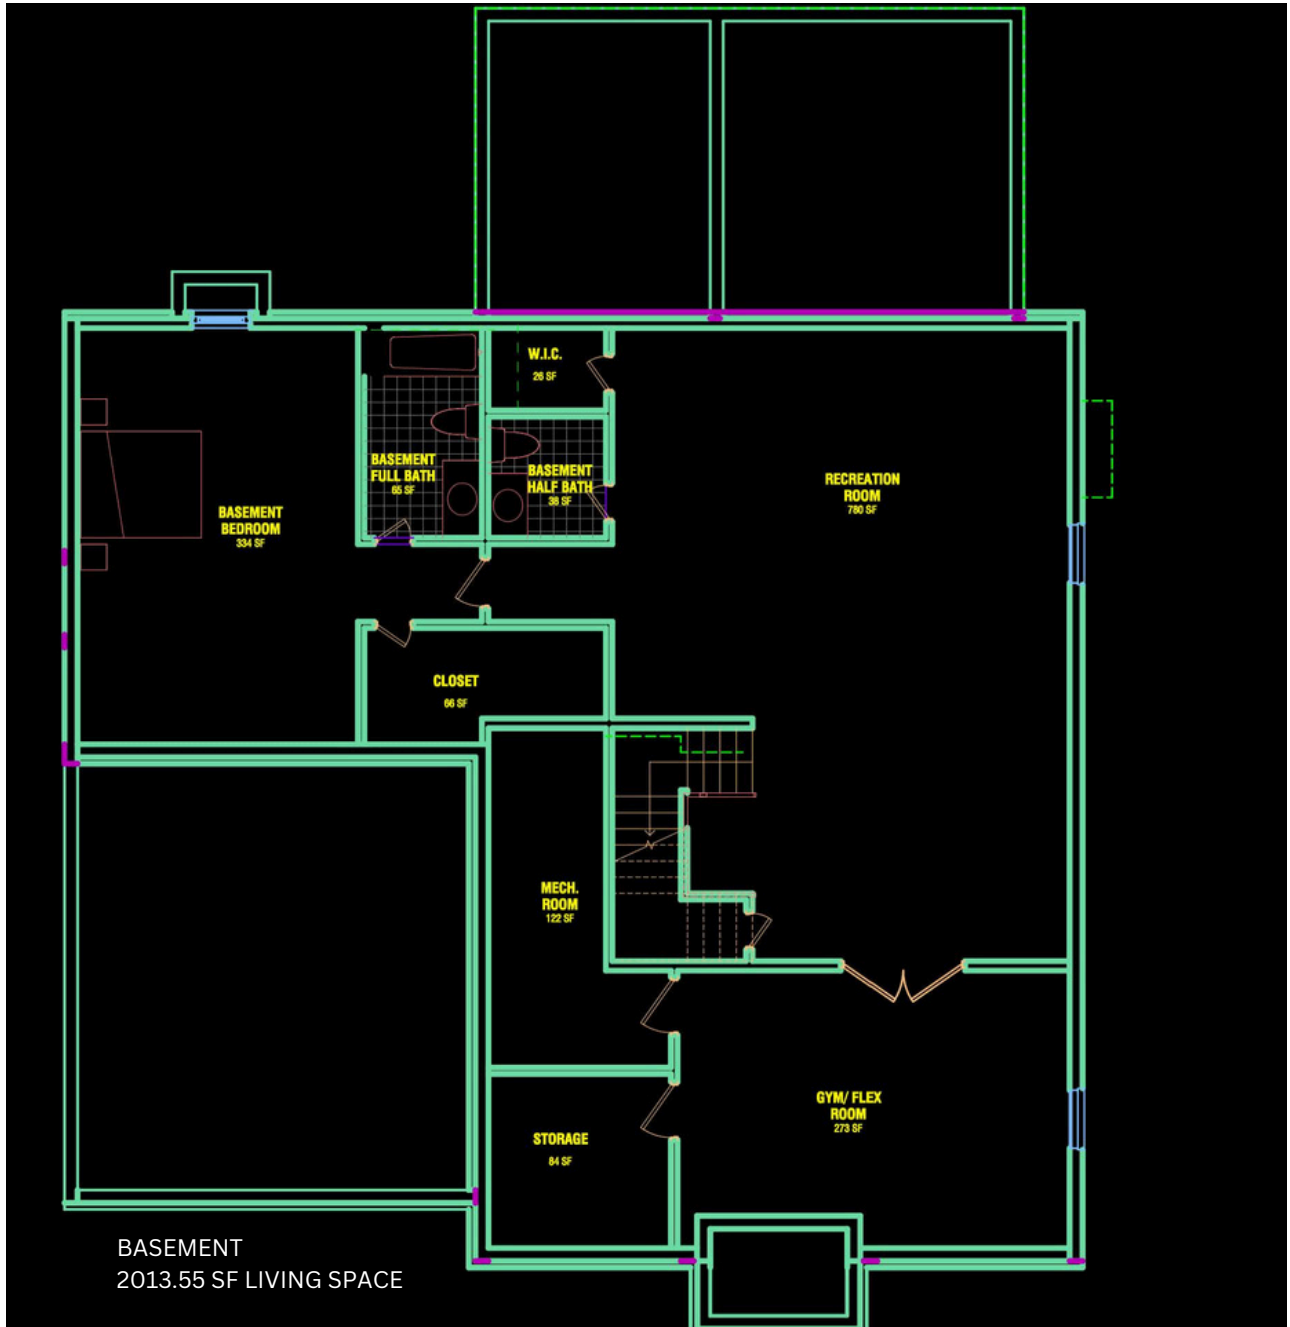 W.I.C.
26 SF
BASEMENT
FULL BATH
65 SF
BASEMENT
HALF BATH
38 SF
RECREATION
ROOM
780 SF
BASEMENT
BEDROOM
334 SF
CLOSET
66 SF
MECH.
ROOM
122 SF
GYM/ FLEX
ROOM
273 SF
STORAGE
84 SF
BASEMENT
2013.55 SF LIVING SPACE